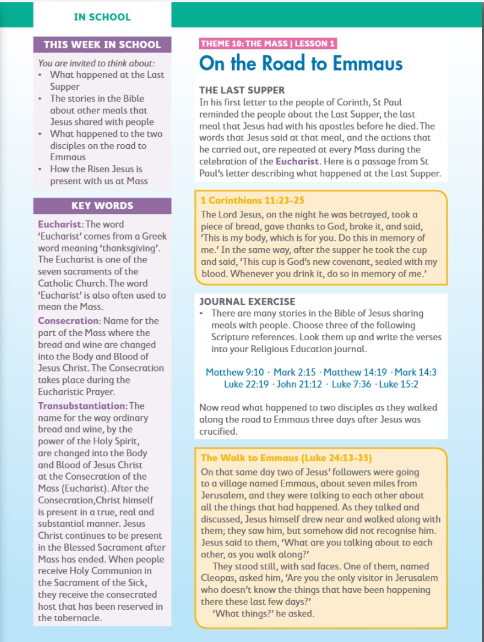 IN SCHOOL
THIS WEEK IN SCHOOL
You are invited to think about:
• What happened at the Last
Supper
• The stories in the Bible
about other meals that
Jesus shared with people
• What happened to the two
disciples on the road to
Emmaus
• How the Risen Jesus is
present with us at Mass
KEY WORDS
Eucharist: The word
'Eucharist' comes from a Greek
word meaning 'thanksgiving'.
The Eucharist is one of the
seven sacraments of the
Catholic Church. The word
'Eucharist' is also often used to
mean the Mass.
Consecration: Name for the
part of the Mass where the
bread and wine are changed
into the Body and Blood of
Jesus Christ. The Consecration
takes place during the
Eucharistic Prayer.
Transubstantiation: The
name for the way ordinary
bread and wine, by the
power of the Holy Spirit,
are changed into the Body
and Blood of Jesus Christ
at the Consecration of the
Mass (Eucharist). After the
Consecration,Christ himself
is present in a true, real and
substantial manner. Jesus
Christ continues to be present
in the Blessed Sacrament after
Mass has ended. When people
receive Holy Communion in
the Sacrament of the Sick,
they receive the consecrated
host that has been reserved in
the tabernacle.
THEME 10: THE MASS | LESSON 1
On the Road to Emmaus
THE LAST SUPPER
In his first letter to the people of Corinth, St Paul
reminded the people about the Last Supper, the last
meal that Jesus had with his apostles before he died. The
words that Jesus said at that meal, and the actions that
he carried out, are repeated at every Mass during the
celebration of the Eucharist. Here is a passage from St
Paul's letter describing what happened at the Last Supper.
1 Corinthians 11:23-25
The Lord Jesus, on the night he was betrayed, took a
piece of bread, gave thanks to God, broke it, and said,
'This is my body, which is for you. Do this in memory of
me.' In the same way, after the supper he took the cup
and said, 'This cup is God's new covenant, sealed with my
blood. Whenever you drink it, do so in memory of me.'
JOURNAL EXERCISE
• There are many stories in the Bible of Jesus sharing
meals with people. Choose three of the following
Scripture references. Look them up and write the verses
into your Religious Education journal.
Matthew 9:10 · Mark 2:15 · Matthew 14:19 · Mark 14:3
Luke 22:19 · John 21:12 · Luke 7:36 · Luke 15:2
Now read what happened to two disciples as they walked
along the road to Emmaus three days after Jesus was
crucified.
The Walk to Emmaus (Luke 24:13-35)
On that same day two of Jesus' followers were going
to a village named Emmaus, about seven miles from
Jerusalem, and they were talking to each other about
all the things that had happened. As they talked and
discussed, Jesus himself drew near and walked along with
them; they saw him, but somehow did not recognise him.
Jesus said to them, 'What are you talking about to each
other, as you walk along?'
They stood still, with sad faces. One of them, named
Cleopas, asked him, 'Are you the only visitor in Jerusalem
who doesn't know the things that have been happening
there these last few days?'
'What things?' he asked.